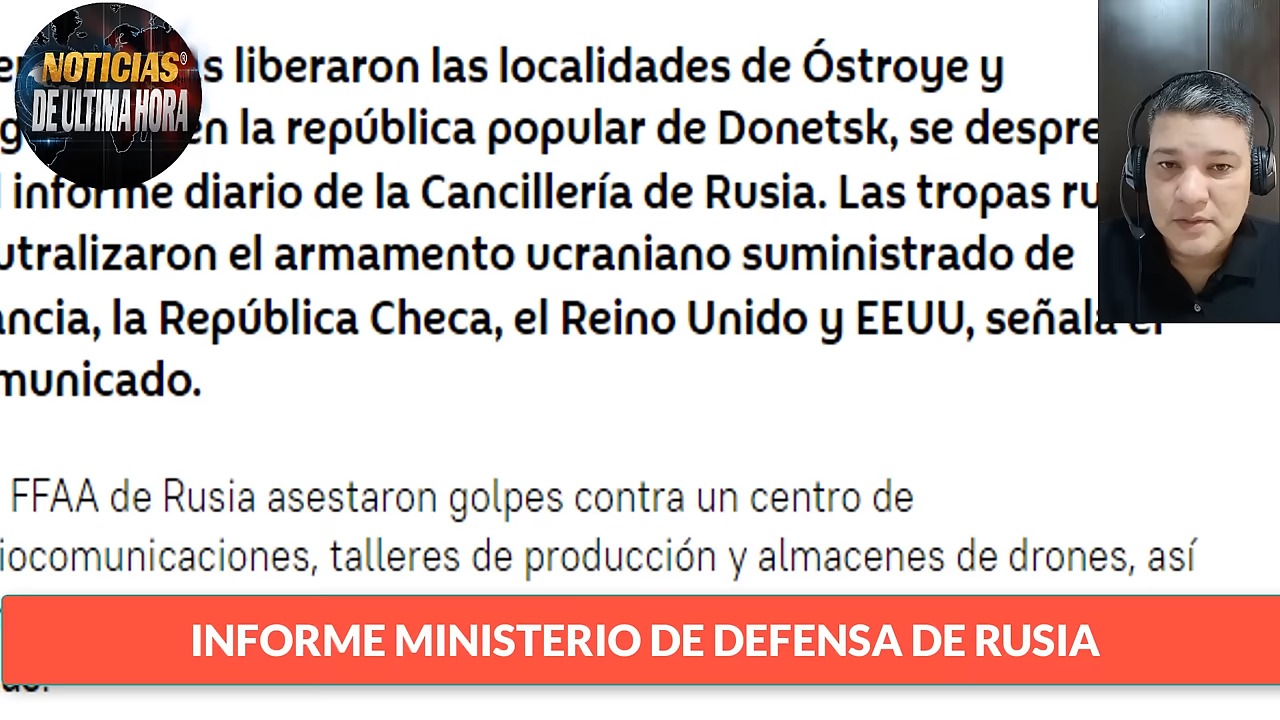 NOTICIAS®
DE ULTIMA HORA
s liberaron las localidades de Óstroye y
en la república popular de Donetsk, se despre
informe diario de la Cancillería de Rusia. Las tropas ru
utralizaron el armamento ucraniano suministrado de
ancia, la República Checa, el Reino Unido y EEUU, señala el
municado.
FFAA de Rusia asestaron golpes contra un centro de
iocomunicaciones, talleres de producción y almacenes de drones, así
INFORME MINISTERIO DE DEFENSA DE RUSIA